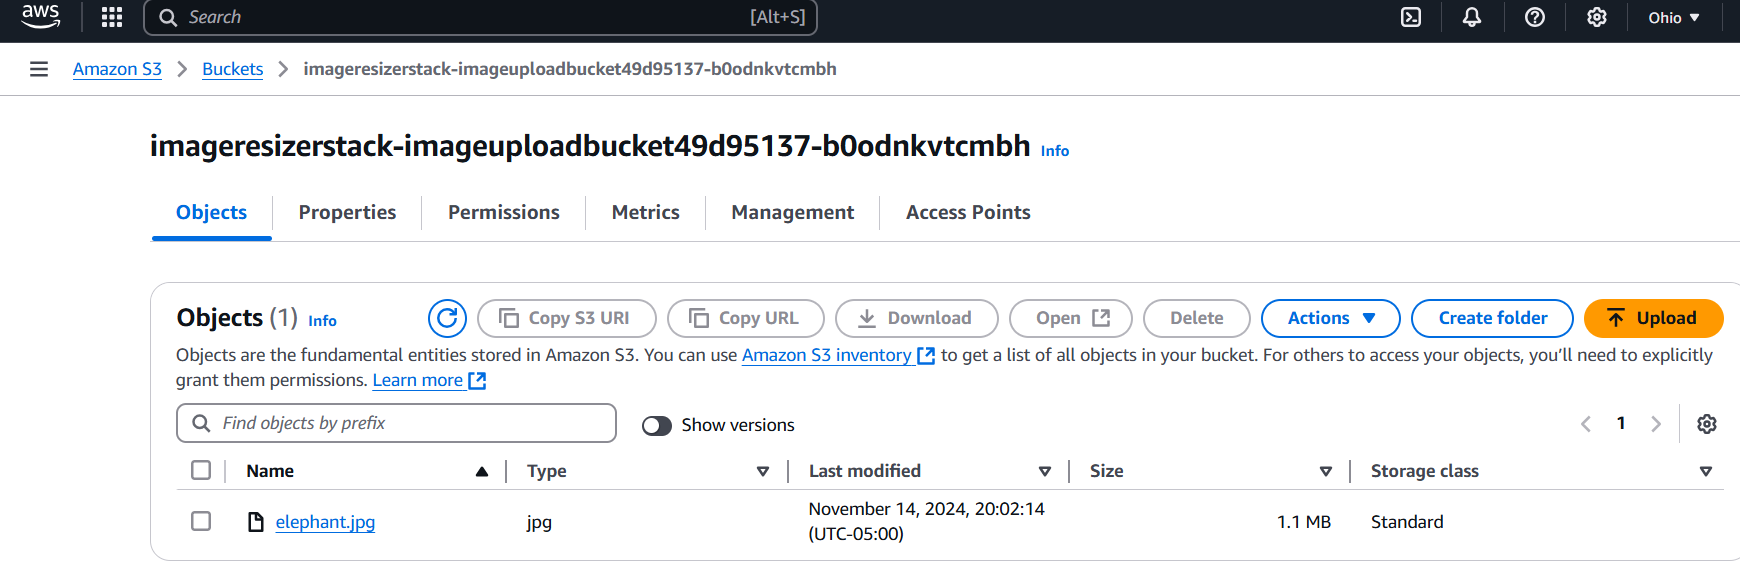 aws Search [Alt+S] Ohio
Amazon S3 Buckets imageresizerstack-imageuploadbucket49d95137-b0odnkvtcmbh
imageresizerstack-imageuploadbucket49d95137-b0odnkvtcmbh Info
Objects Properties Permissions Metrics Management Access Points
Objects (1) Info Copy S3 URI Copy URL Download Open Delete Actions Create folder Upload
Objects are the fundamental entities stored in Amazon S3. You can use Amazon S3 inventory to get a list of all objects in your bucket. For others to access your objects, you’ll need to explicitly
grant them permissions. Learn more
Find objects by prefix Show versions 1
Name Type Last modified Size Storage class
elephant.jpg jpg November 14, 2024, 20:02:14 (UTC-05:00) 1.1 MB Standard